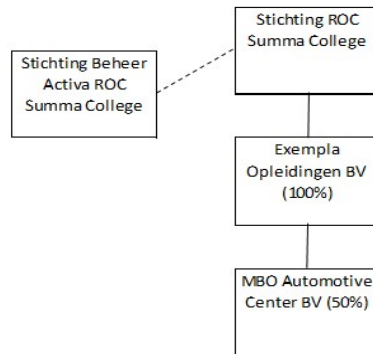 Stichting ROC
Summa College
Stichting Beheer
Activa ROC
Summa College
Exempla
Opleidingen BV
(100%)
MBO Automotive
Center BV (50%)